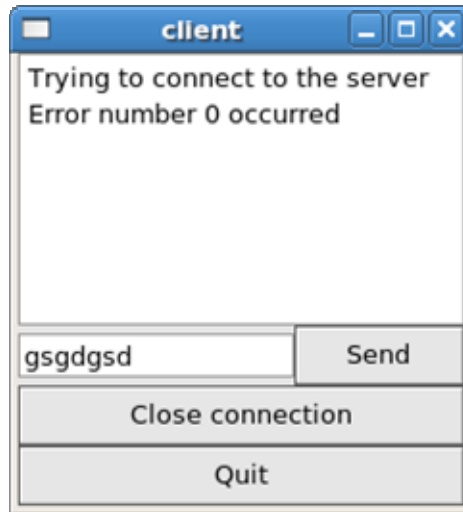 client
Trying to connect to the server
Error number 0 occurred
gsgdgsd
Send
Close connection
Quit